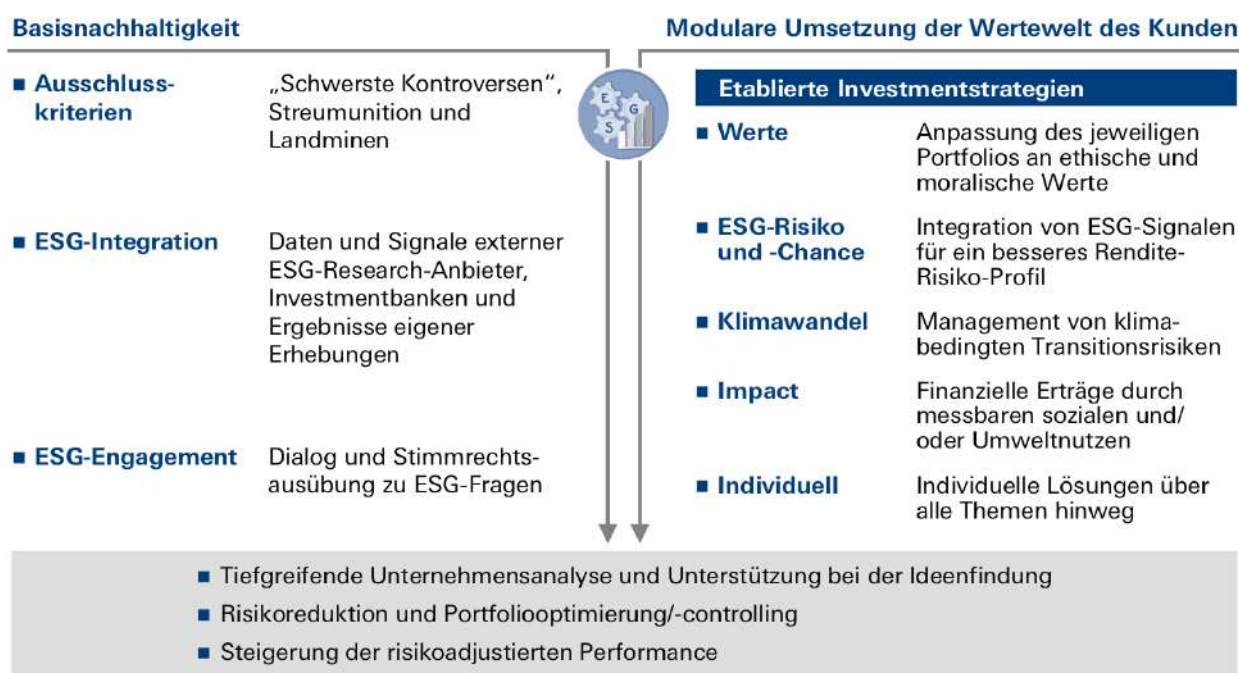 Basisnachhaltigkeit
■ Ausschluss-
kriterien
„Schwerste Kontroversen“,
Streumunition und
Landminen
■ ESG-Integration
Daten und Signale externer
ESG-Research-Anbieter,
Investmentbanken und
Ergebnisse eigener
Erhebungen
■ ESG-Engagement
Dialog und Stimmrechts-
ausübung zu ESG-Fragen
E
G
S
Modulare Umsetzung der Wertewelt des Kunden
Etablierte Investmentstrategien
■ Werte
Anpassung des jeweiligen
Portfolios an ethische und
moralische Werte
■ ESG-Risiko
und -Chance
Integration von ESG-Signalen
für ein besseres Rendite-
Risiko-Profil
■ Klimawandel
Management von klima-
bedingten Transitionsrisiken
■ Impact
Finanzielle Erträge durch
messbaren sozialen und/
oder Umweltnutzen
■ Individuell
Individuelle Lösungen über
alle Themen hinweg
■ Tiefgreifende Unternehmensanalyse und Unterstützung bei der Ideenfindung
■ Risikoreduktion und Portfoliooptimierung/-controlling
■ Steigerung der risikoadjustierten Performance